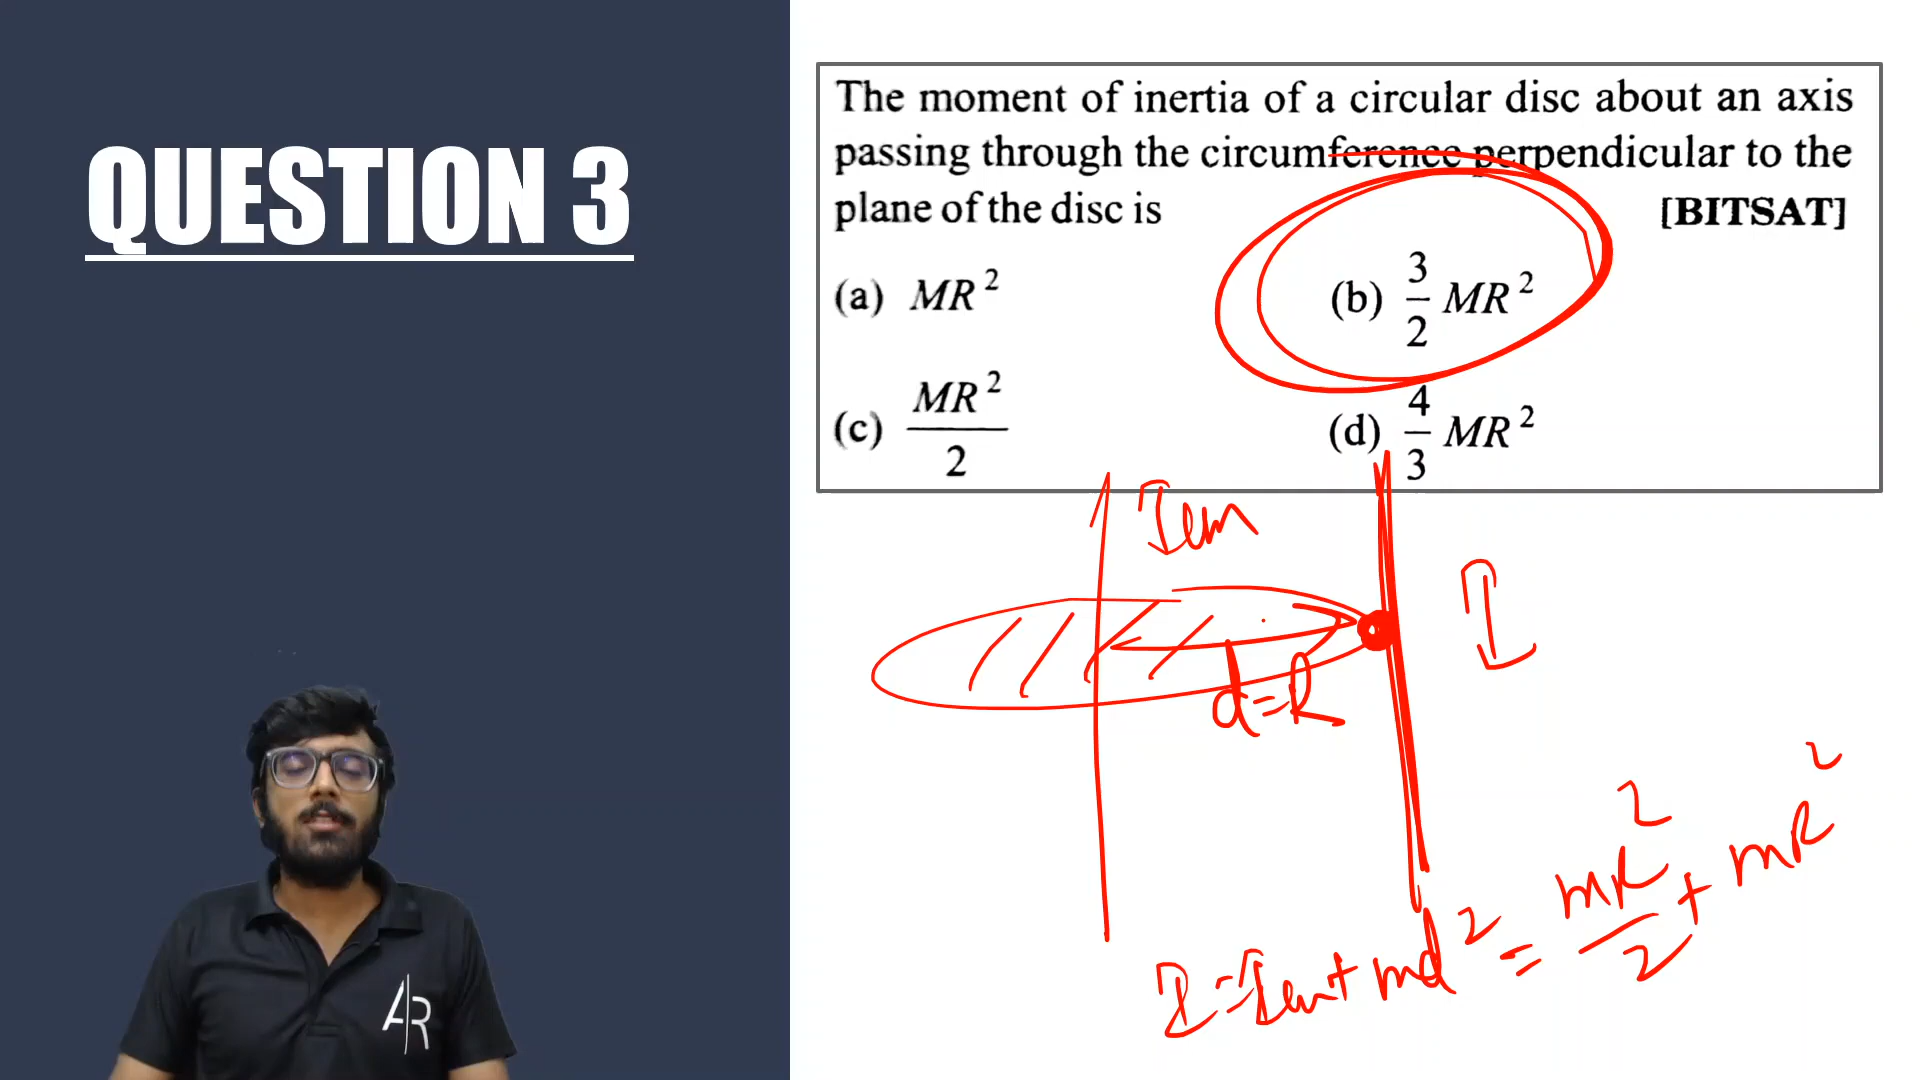 QUESTION 3
The moment of inertia of a circular disc about an axis
passing through the circumference perpendicular to the
plane of the disc is [BITSAT]
(a) MR²
(b) 3/2 MR²
(c) MR²/2
(d) 4/3 MR²
Icm
I
d=R
I=Icm+md²=mR²/2+mR²
AR